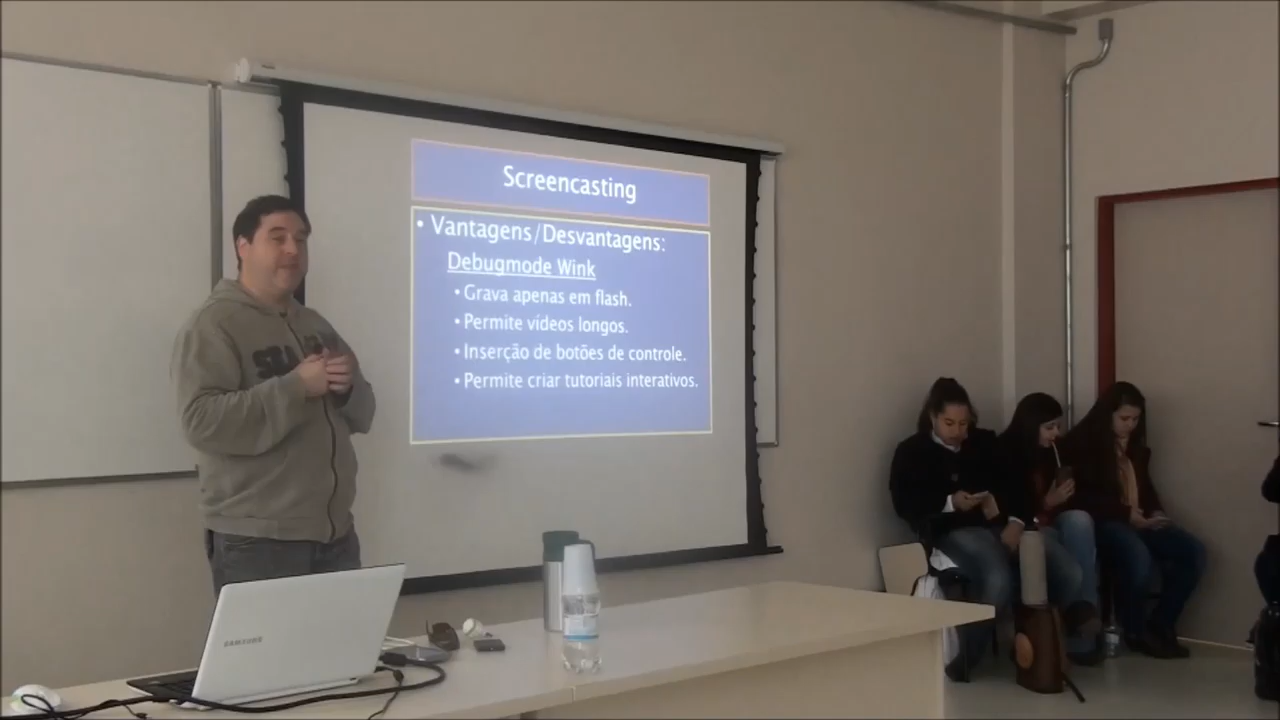 Screencasting
• Vantagens/Desvantagens:
Debugmode Wink
• Grava apenas em flash.
• Permite vídeos longos.
• Inserção de botões de controle.
• Permite criar tutoriais interativos.
SAMSUNG